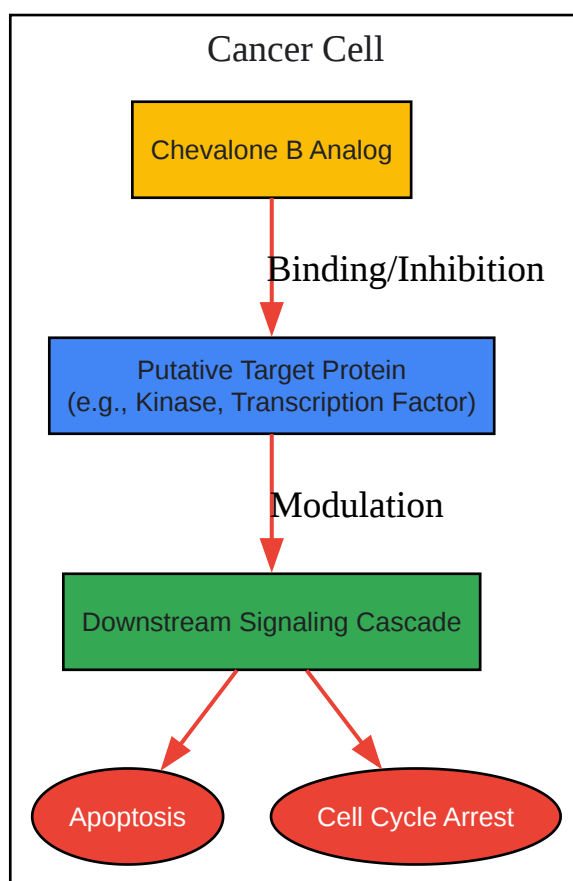 Cancer Cell
Chevalone B Analog
Binding/Inhibition
Putative Target Protein
(e.g., Kinase, Transcription Factor)
Modulation
Downstream Signaling Cascade
Apoptosis
Cell Cycle Arrest